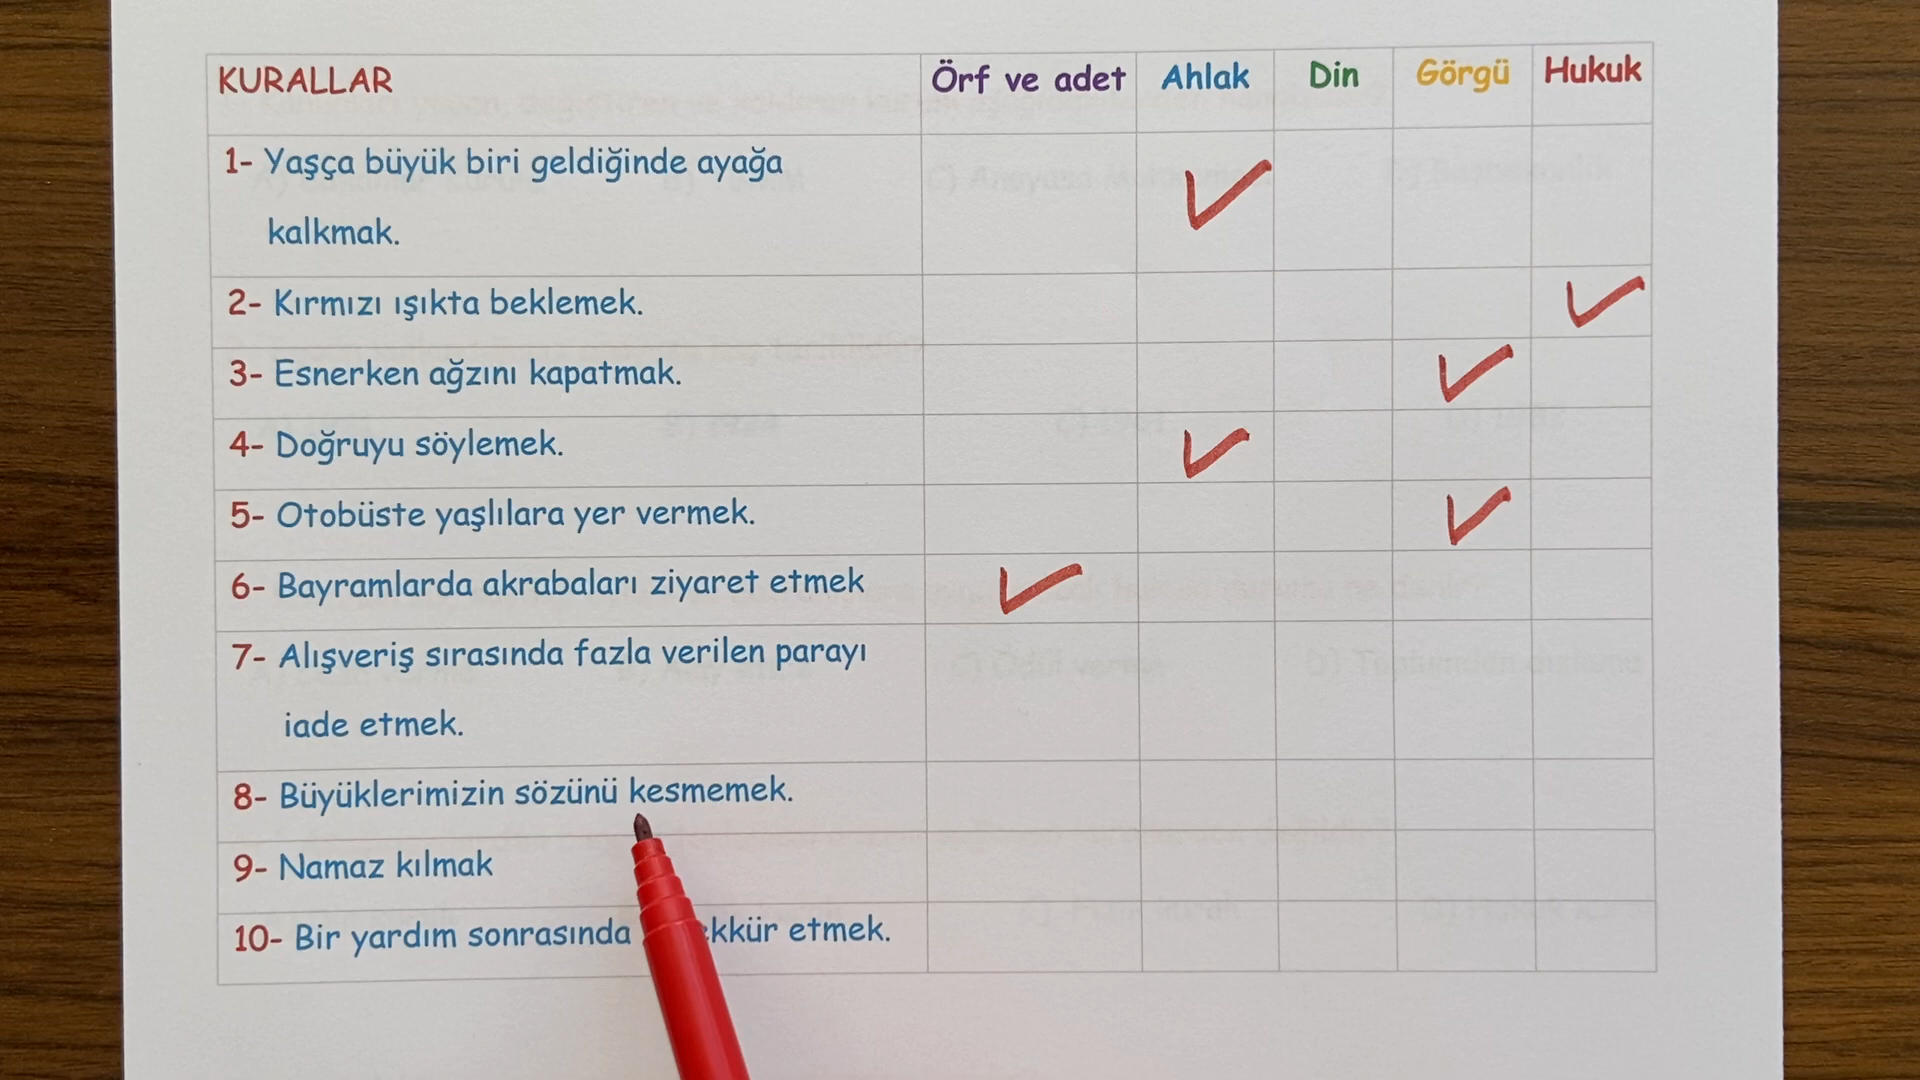 KURALLAR Örf ve adet Ahlak Din Görgü Hukuk
1- Yaşça büyük biri geldiğinde ayağa
kalkmak.
2- Kırmızı ışıkta beklemek.
3- Esnerken ağzını kapatmak.
4- Doğruyu söylemek.
5- Otobüste yaşlılara yer vermek.
6- Bayramlarda akrabaları ziyaret etmek
7- Alışveriş sırasında fazla verilen parayı
iade etmek.
8- Büyüklerimizin sözünü kesmemek.
9- Namaz kılmak
10- Bir yardım sonrasında etmek.